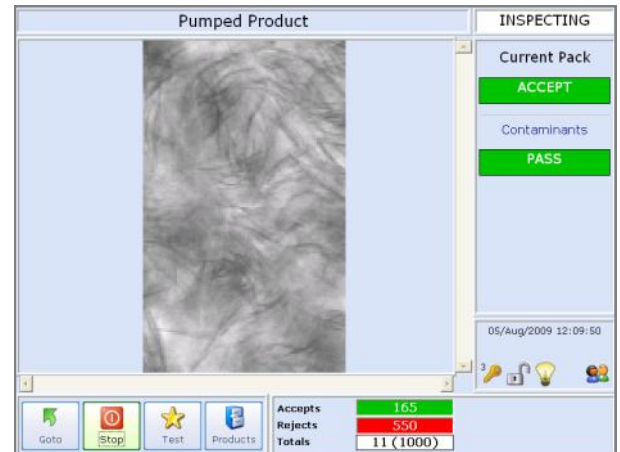 Pumped Product
INSPECTING
Current Pack
ACCEPT
Contaminants
PASS
05/Aug/2009 12:09:50
3
Goto
Stop
Test
Products
Accepts 165
Rejects 550
Totals 11 (1000)